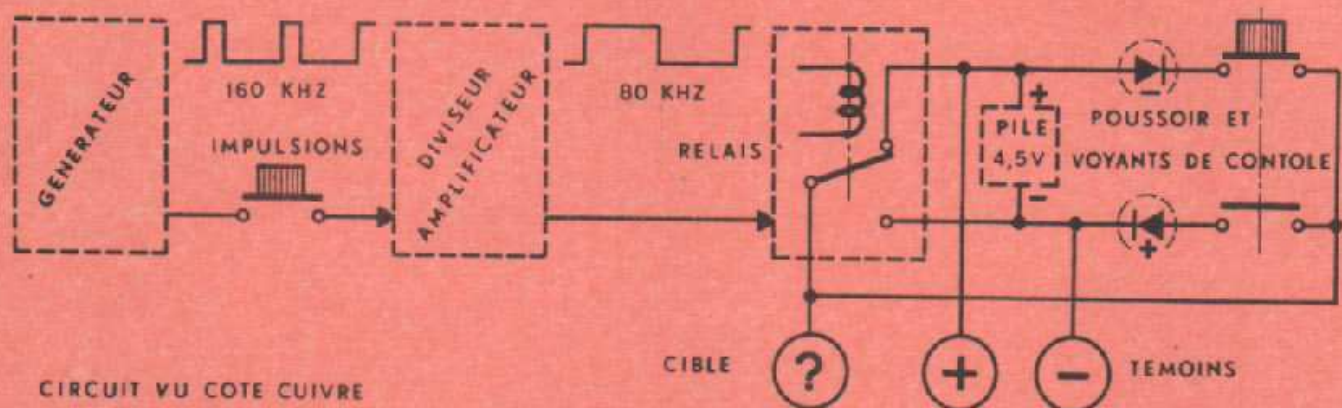 GENERATEUR
160 KHZ
IMPULSIONS
DIVISEUR
AMPLIFICATEUR
80 KHZ
RELAIS
+
PILE
4,5V
-
POUSSOIR ET
VOYANTS DE CONTOLE
+
CIBLE
?
+
-
TEMOINS
CIRCUIT VU COTE CUIVRE